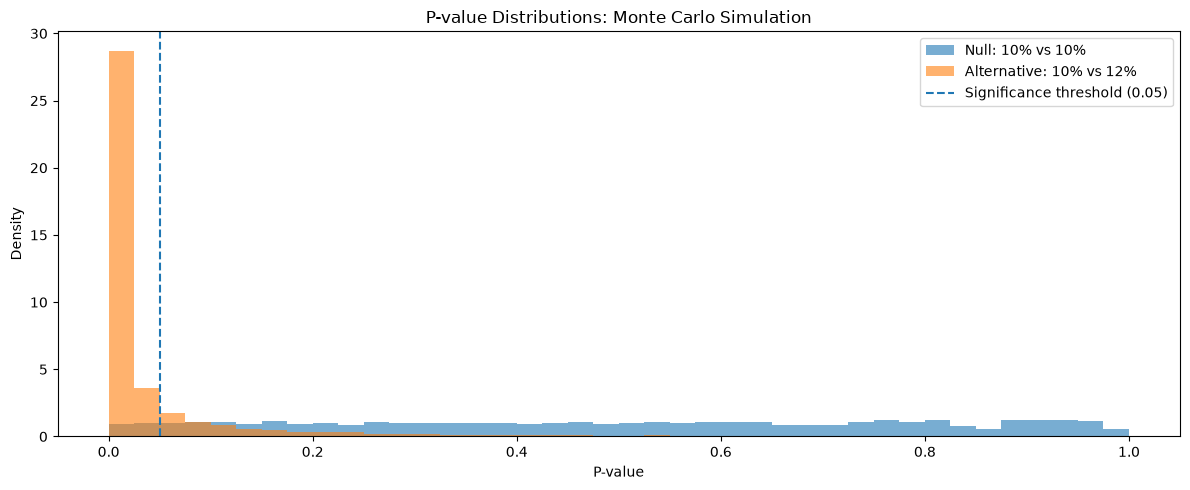 P-value Distributions: Monte Carlo Simulation
Null: 10% vs 10%
Alternative: 10% vs 12%
Significance threshold (0.05)
Density
30
25
20
15
10
5
0
0.0 0.2 0.4 0.6 0.8 1.0
P-value